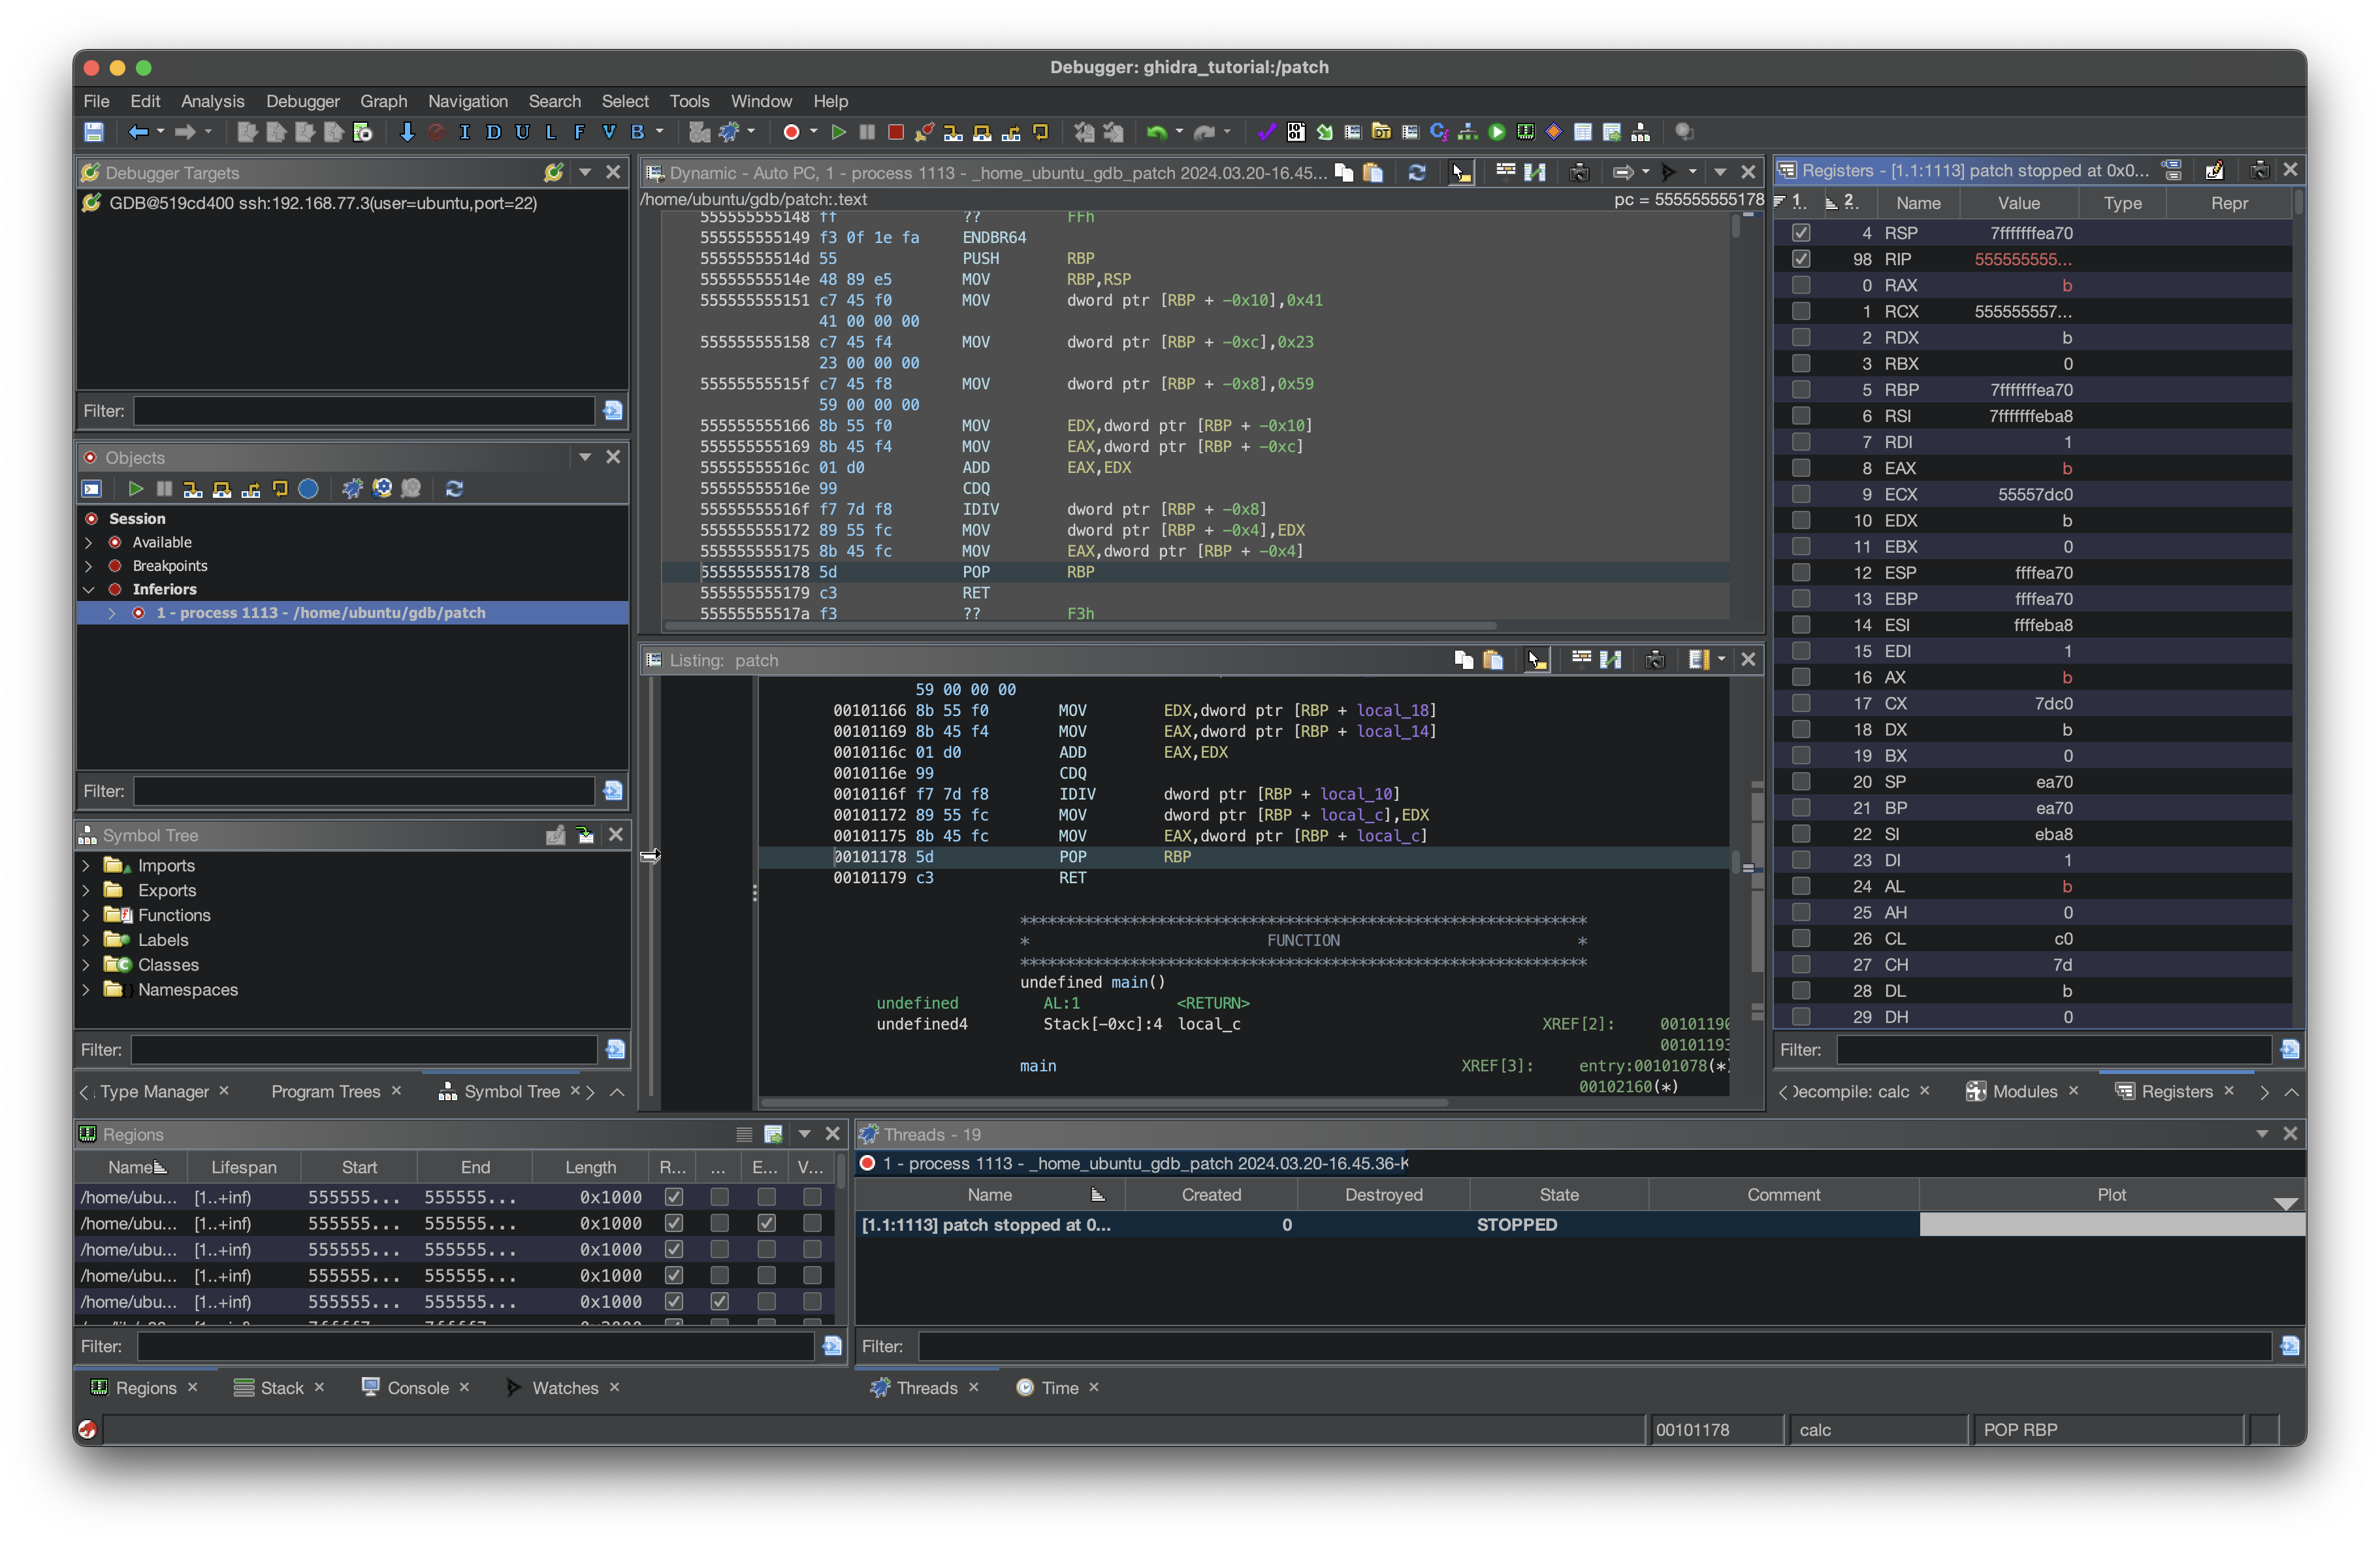 Debugger: ghidra_tutorial:/patch
File Edit Analysis Debugger Graph Navigation Search Select Tools Window Help
I D U L F V B
Debugger Targets
GDB@519cd400 ssh:192.168.77.3(user=ubuntu,port=22)
Filter:
Objects
Session
Available
Breakpoints
Inferiors
1 - process 1113 - /home/ubuntu/gdb/patch
Filter:
Symbol Tree
Imports
Exports
Functions
Labels
Classes
Namespaces
Filter:
Type Manager × Program Trees × Symbol Tree ×
Dynamic - Auto PC, 1 - process 1113 - _home_ubuntu_gdb_patch 2024.03.20-16.45...
/home/ubuntu/gdb/patch:.text pc = 555555555178
555555555148 ff ?? FFh
555555555149 f3 0f 1e fa ENDBR64
55555555514d 55 PUSH RBP
55555555514e 48 89 e5 MOV RBP,RSP
555555555151 c7 45 f0 MOV dword ptr [RBP + -0x10],0x41
41 00 00 00
555555555158 c7 45 f4 MOV dword ptr [RBP + -0xc],0x23
23 00 00 00
55555555515f c7 45 f8 MOV dword ptr [RBP + -0x8],0x59
59 00 00 00
555555555166 8b 55 f0 MOV EDX,dword ptr [RBP + -0x10]
555555555169 8b 45 f4 MOV EAX,dword ptr [RBP + -0xc]
55555555516c 01 d0 ADD EAX,EDX
55555555516e 99 CDQ
55555555516f f7 7d f8 IDIV dword ptr [RBP + -0x8]
555555555172 89 55 fc MOV dword ptr [RBP + -0x4],EDX
555555555175 8b 45 fc MOV EAX,dword ptr [RBP + -0x4]
555555555178 5d POP RBP
555555555179 c3 RET
55555555517a f3 ?? F3h
Listing: patch
59 00 00 00
00101166 8b 55 f0 MOV EDX,dword ptr [RBP + local_18]
00101169 8b 45 f4 MOV EAX,dword ptr [RBP + local_14]
0010116c 01 d0 ADD EAX,EDX
0010116e 99 CDQ
0010116f f7 7d f8 IDIV dword ptr [RBP + local_10]
00101172 89 55 fc MOV dword ptr [RBP + local_c],EDX
00101175 8b 45 fc MOV EAX,dword ptr [RBP + local_c]
00101178 5d POP RBP
00101179 c3 RET
*************************************************************
* FUNCTION *
*************************************************************
undefined main()
undefined AL:1 <RETURN>
undefined4 Stack[-0xc]:4 local_c XREF[2]: 00101190
00101193
main XREF[3]: entry:00101078(*)
00102160(*)
Registers - [1.1:1113] patch stopped at 0x0...
1.. 2.. Name Value Type Repr
4 RSP 7fffffffea70
98 RIP 555555555...
0 RAX b
1 RCX 555555557...
2 RDX b
3 RBX 0
5 RBP 7fffffffea70
6 RSI 7fffffffeba8
7 RDI 1
8 EAX b
9 ECX 55557dc0
10 EDX b
11 EBX 0
12 ESP ffffea70
13 EBP ffffea70
14 ESI ffffeba8
15 EDI 1
16 AX b
17 CX 7dc0
18 DX b
19 BX 0
20 SP ea70
21 BP ea70
22 SI eba8
23 DI 1
24 AL b
25 AH 0
26 CL c0
27 CH 7d
28 DL b
29 DH 0
Filter:
Decompile: calc × Modules × Registers ×
Regions
Name Lifespan Start End Length R... ... E... V...
/home/ubu... [1..+inf) 555555... 555555... 0x1000
/home/ubu... [1..+inf) 555555... 555555... 0x1000
/home/ubu... [1..+inf) 555555... 555555... 0x1000
/home/ubu... [1..+inf) 555555... 555555... 0x1000
/home/ubu... [1..+inf) 555555... 555555... 0x1000
Filter:
Regions × Stack × Console × Watches ×
Threads - 19
1 - process 1113 - _home_ubuntu_gdb_patch 2024.03.20-16.45.36-K
Name Created Destroyed State Comment Plot
[1.1:1113] patch stopped at 0... 0 STOPPED
Filter:
Threads × Time ×
00101178 calc POP RBP